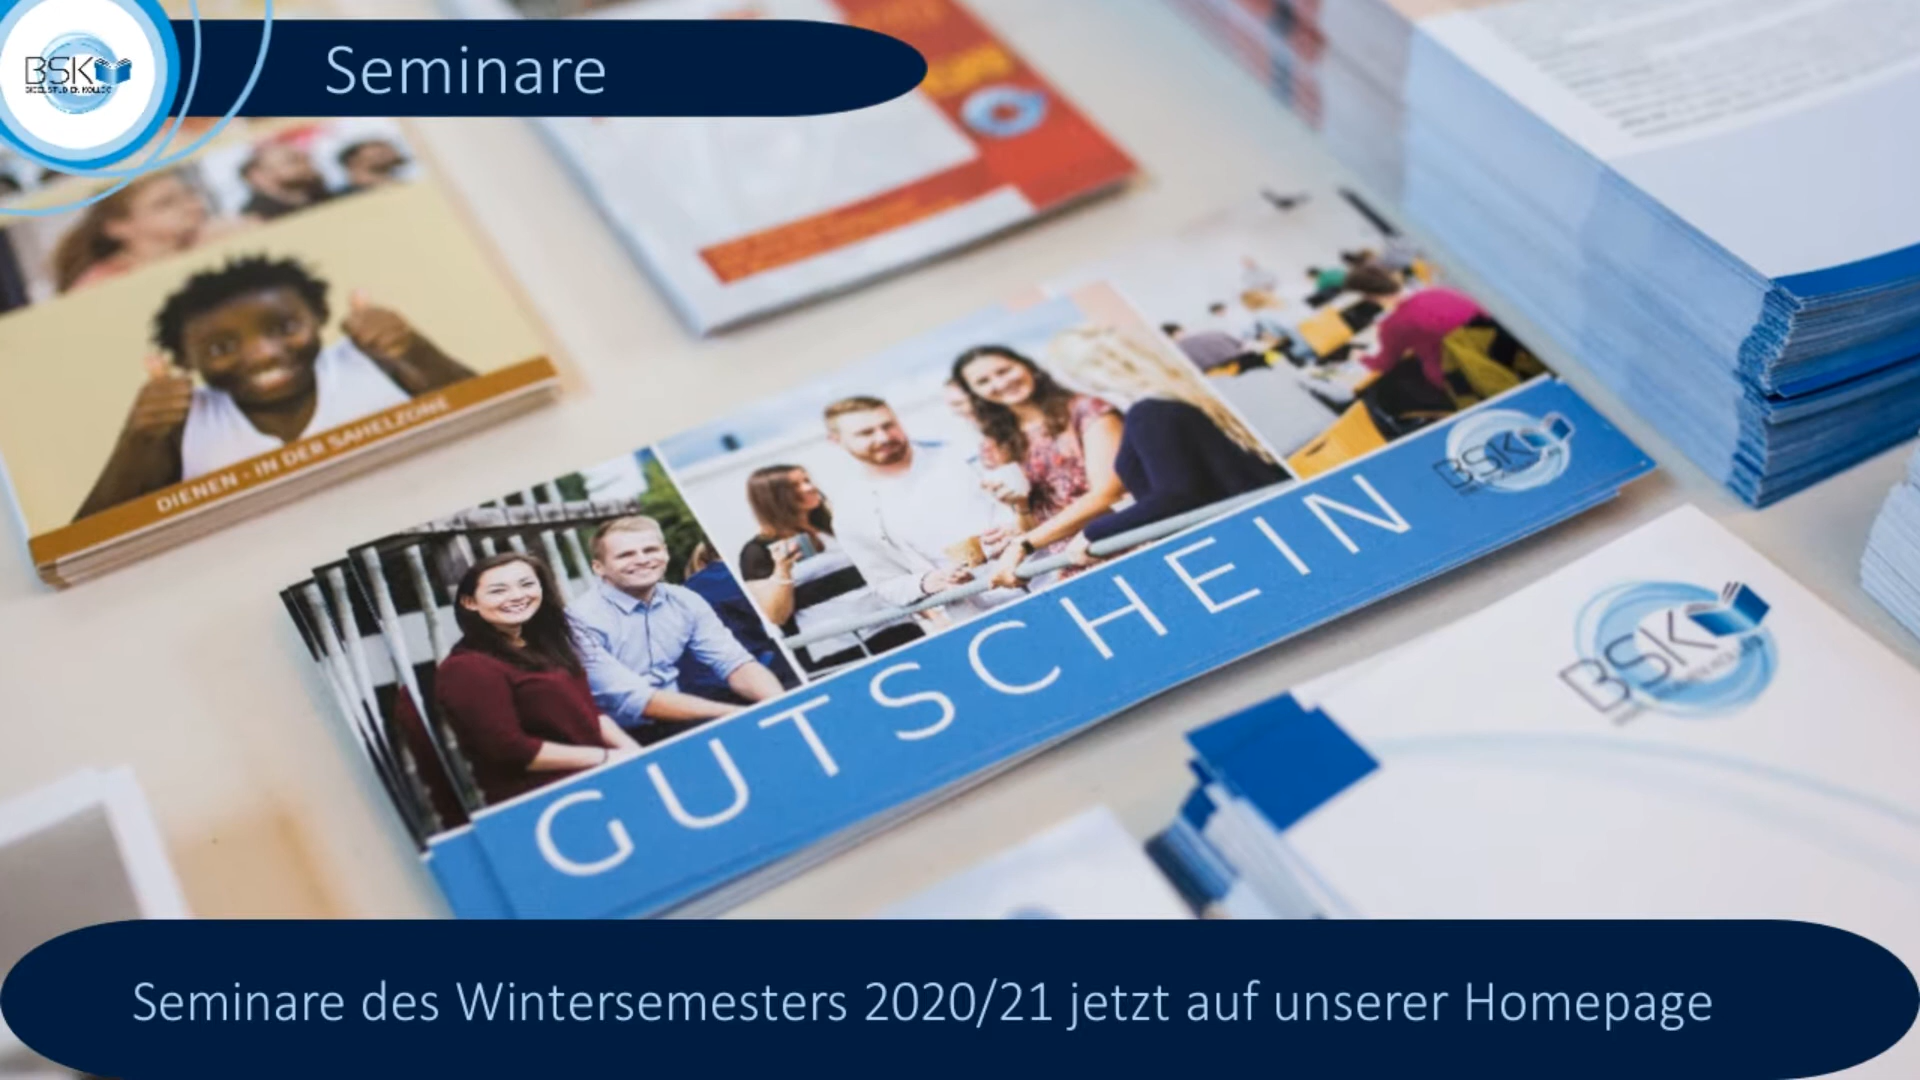 BSK
Seminare
DIENEN - IN DER SAHELZONE
BSK
GUTSCHEIN
BSK
Seminare des Wintersemesters 2020/21 jetzt auf unserer Homepage